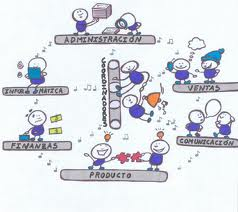 ADMINISTRACIÓN
COORDINADORES
INFORMÁTICA
VENTAS
FINANZAS
COMUNICACIÓN
PRODUCTO